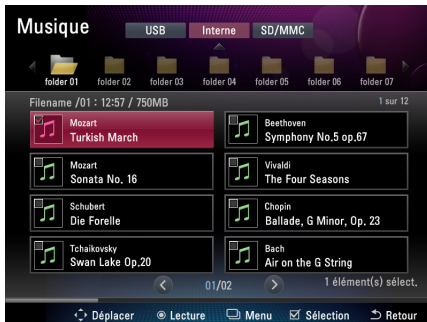 Musique
USB Interne SD/MMC
folder 01 folder 02 folder 03 folder 04 folder 05 folder 06 folder 07
Filename /01 : 12:57 / 750MB 1 sur 12
Mozart
Turkish March
Beethoven
Symphony No.5 op.67
Mozart
Sonata No. 16
Vivaldi
The Four Seasons
Schubert
Die Forelle
Chopin
Ballade, G Minor, Op. 23
Tchaikovsky
Swan Lake Op.20
Bach
Air on the G String
01/02 1 élément(s) sélect.
Déplacer Lecture Menu Sélection Retour